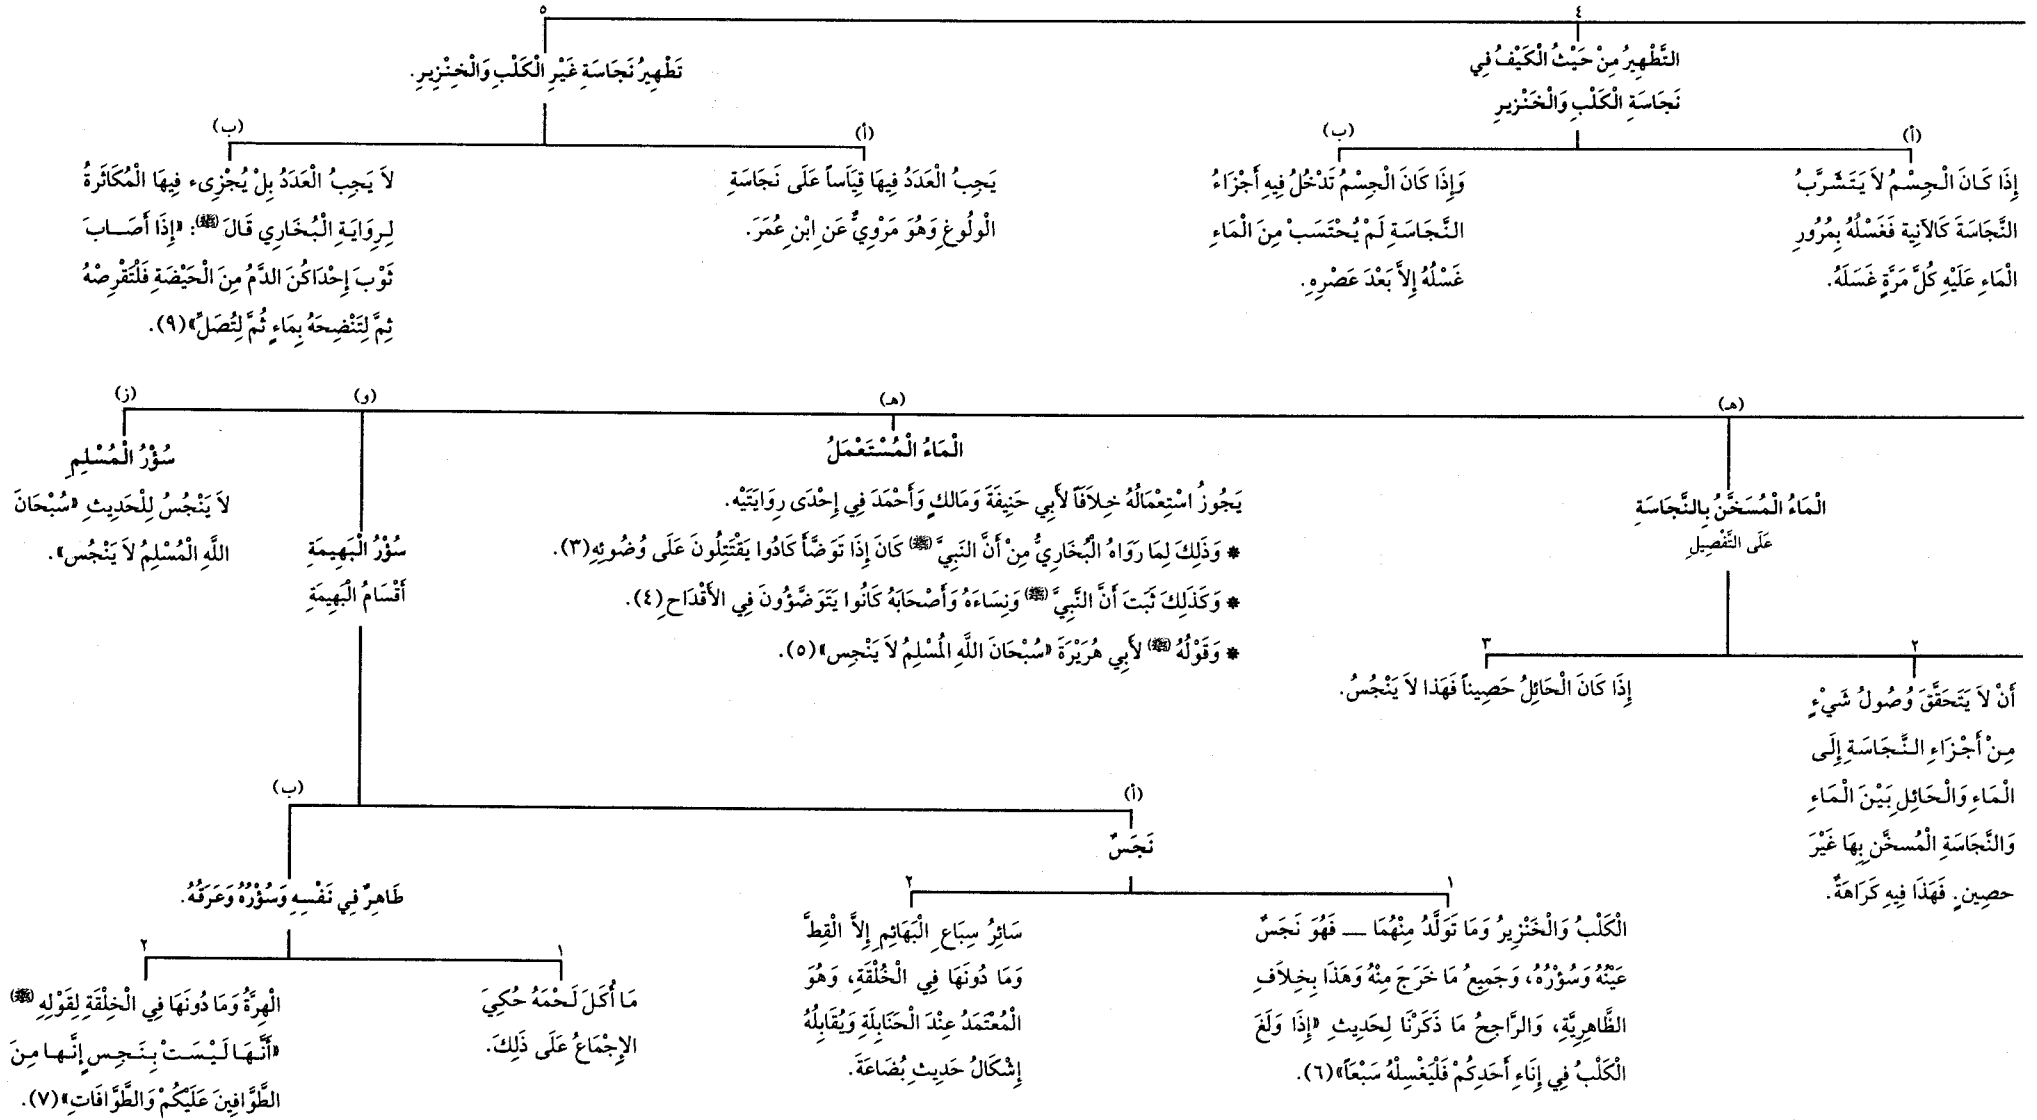 ٤
التَّطْهِيرُ مِنْ حَيْثُ الْكَيْفُ فِي
نَجَاسَةِ الْكَلْبِ وَالْخَنْزِيرِ
(أ)
إِذَا كَانَ الْجِسْمُ لاَ يَتَشَرَّبُ
النَّجَاسَةَ كَالآنِيةِ فَغَسْلُهُ بِمُرُورِ
الْمَاءِ عَلَيْهِ كُلَّ مَرَّةٍ غَسَلَهُ.
(ب)
وَإِذَا كَانَ الْجِسْمُ تَدْخُلُ فِيهِ أَجْزَاءُ
النَّجَاسَةِ لَمْ يُحْتَسَبْ مِنَ الْمَاءِ
غَسْلُهُ إِلاَّ بَعْدَ عَصْرِهِ.
٥
تَطْهِيرُ نَجَاسَةِ غَيْرِ الْكَلْبِ وَالْخِنْزِيرِ.
(أ)
يَجِبُ الْعَدَدُ فِيهَا قِيَاساً عَلَى نَجَاسَةِ
الْولُوغِ وَهُوَ مَرْوِيٌّ عَنِ ابْنِ عُمَرَ.
(ب)
لاَ يَجِبُ الْعَدَدُ بِلْ يُجْزِىء فِيهَا الْمُكَاثَرةُ
لِرِوَايَةِ الْبُخَارِي قَالَ (ﷺ): «إِذَا أَصَابَ
ثَوْبَ إِحْدَاكُنَ الدَّمُ مِنَ الْحَيْضَةِ فَلْتَقْرِصْهُ
ثِمَّ لِتَنْضِحَهُ بِمَاءٍ ثُمَّ لِتُصَلِّ» (٩).
(هـ)
الْمَاءُ الْمُسَخَّنُ بِالنَّجَاسَةِ
عَلَى التَّفْصِيلِ
٢
أَنْ لاَ يَتَحَقَّقَ وُصُولُ شَيْءٍ
مِنْ أَجْزَاءِ النَّجَاسَةِ إِلَى
الْمَاءِ وَالْحَائِلِ بَيْنَ الْمَاءِ
وَالنَّجَاسَةِ الْمُسخَّنِ بِهَا غَيْرَ
حصِينٍ. فَهَذَا فِيهِ كَرَاهَةٌ.
٣
إِذَا كَانَ الْحَائِلُ حَصِيناً فَهَذا لاَ يَنْجُسُ.
(هـ)
الْمَاءُ الْمُسْتَعْمَلُ
يَجُوزُ اسْتِعْمَالُهُ خِلاَفَاً لأَبِي حَنِيفَةَ وَمَالكٍ وَأَحْمَدَ فِي إِحْدَى رِوَايَتَيْه.
* وَذَلِكَ لِمَا رَوَاهُ الْبُخَارِيُّ مِنْ أَنَّ النَبِيَّ (ﷺ) كَانَ إِذَا تَوَضَّأَ كَادُوا يَقْتَتِلُونَ عَلَى وُضُوئِهِ (٣).
* وَكَذَلِكَ ثَبَتَ أَنَّ النَّبِيَّ (ﷺ) وَنِسَاءَهُ وَأَصْحَابَهُ كَانُوا يَتَوَضَّؤُونَ فِي الأَقْدَاحِ (٤).
* وَقَوْلُهُ (ﷺ) لأَبِي هُرَيْرَةَ «سُبْحَانَ اللَّهِ الْمُسْلِمُ لاَ يَنْجِس» (٥).
(و)
سُؤْرُ الْبَهِيمَةِ
أَقْسَامُ الْبَهِيمَةِ
(ز)
سُؤْرُ الْمُسْلِمِ
لاَ يَنْجُسُ لِلْحَدِيثِ «سُبْحَانَ
اللَّهِ الْمُسْلِمُ لاَ يَنْجُس».
(أ)
نَجَسٌ
١
الْكَلْبُ وَالْخَنْزِيرُ وَمَا تَوَلَّدُ مِنْهُمَا — فَهُوَ نَجَسٌ
عَيْنُهُ وَسُؤْرُهُ، وَجَمِيعُ مَا خَرَجَ مِنْهُ وَهَذَا بِخِلاَفِ
الظَّاهِرِيَّةِ، وَالرَّاجِحُ مَا ذَكَرْنَا لِحَدِيثِ «إِذَا وَلَغَ
الْكَلْبُ فِي إِنَاءِ أَحَدِكُمْ فَلْيَغْسِلْهُ سَبْعَاً» (٦).
٢
سَائِرُ سِبَاعِ الْبَهَائِمِ إِلاَّ الْقِطَّ
وَمَا دُونَهَا فِي الْخُلْقَةِ، وَهُوَ
الْمُعْتَمَدُ عِنْدَ الْحَنَابِلَةِ وَيُقَابِلُهُ
إِشْكَالُ حَدِيثِ بُضَاعَةَ.
(ب)
طَاهِرٌ فِي نَفْسِهِ وَسُؤْرُهُ وَعَرَقُهُ.
١
مَا أُكَلَ لَحْمَهُ حُكِيَ
الإِجْمَاعُ عَلَى ذَلِكَ.
٢
الْهِرَّةُ وَمَا دُونَهَا فِي الْخِلْقَةِ لِقَوْلِهِ (ﷺ)
«أَنَّهَا لَيْسَتْ بِنَجِسٍ إِنَّهَا مِنَ
الطَّوَّافِينَ عَلَيْكُمْ وَالطَّوَّافَاتِ» (٧).